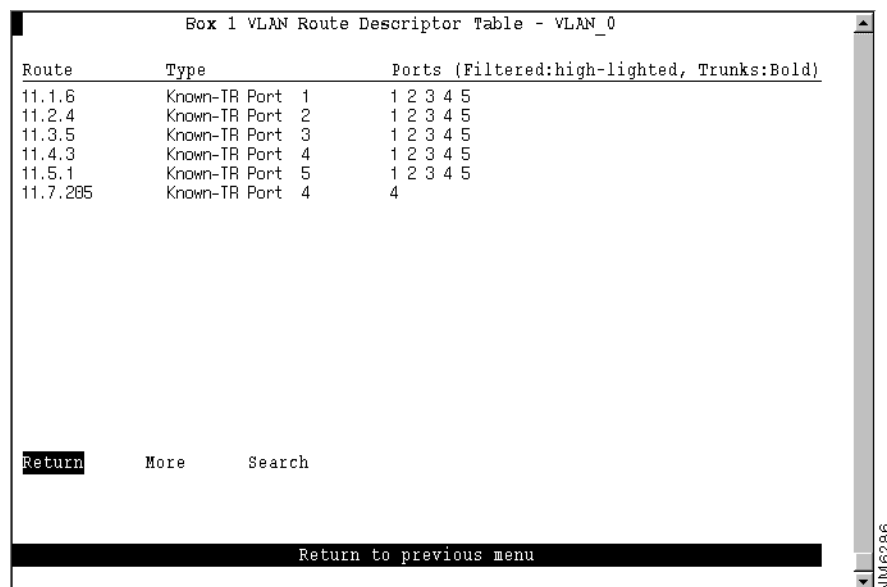 Box 1 VLAN Route Descriptor Table - VLAN_0
Route Type Ports (Filtered:high-lighted, Trunks:Bold)
11.1.6 Known-TR Port 1 1 2 3 4 5
11.2.4 Known-TR Port 2 1 2 3 4 5
11.3.5 Known-TR Port 3 1 2 3 4 5
11.4.3 Known-TR Port 4 1 2 3 4 5
11.5.1 Known-TR Port 5 1 2 3 4 5
11.7.205 Known-TR Port 4 4
Return More Search
Return to previous menu
NM6296